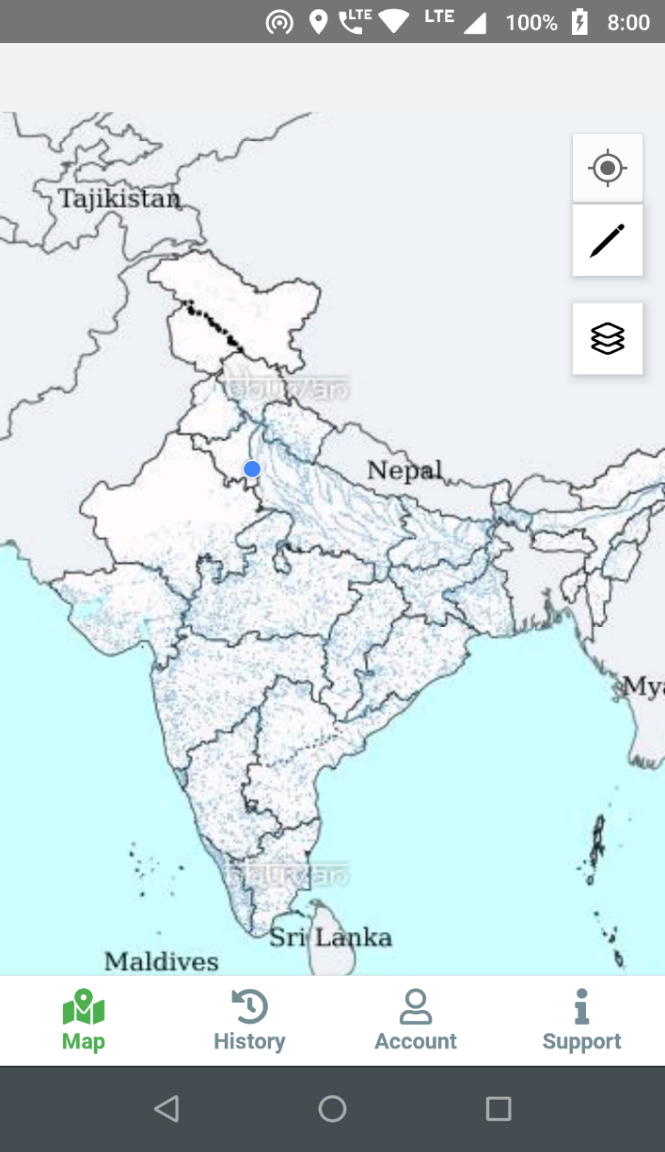 LTE LTE 100% 8:00
Tajikistan
Nepal
Mya
Sri Lanka
Maldives
Map History Account Support